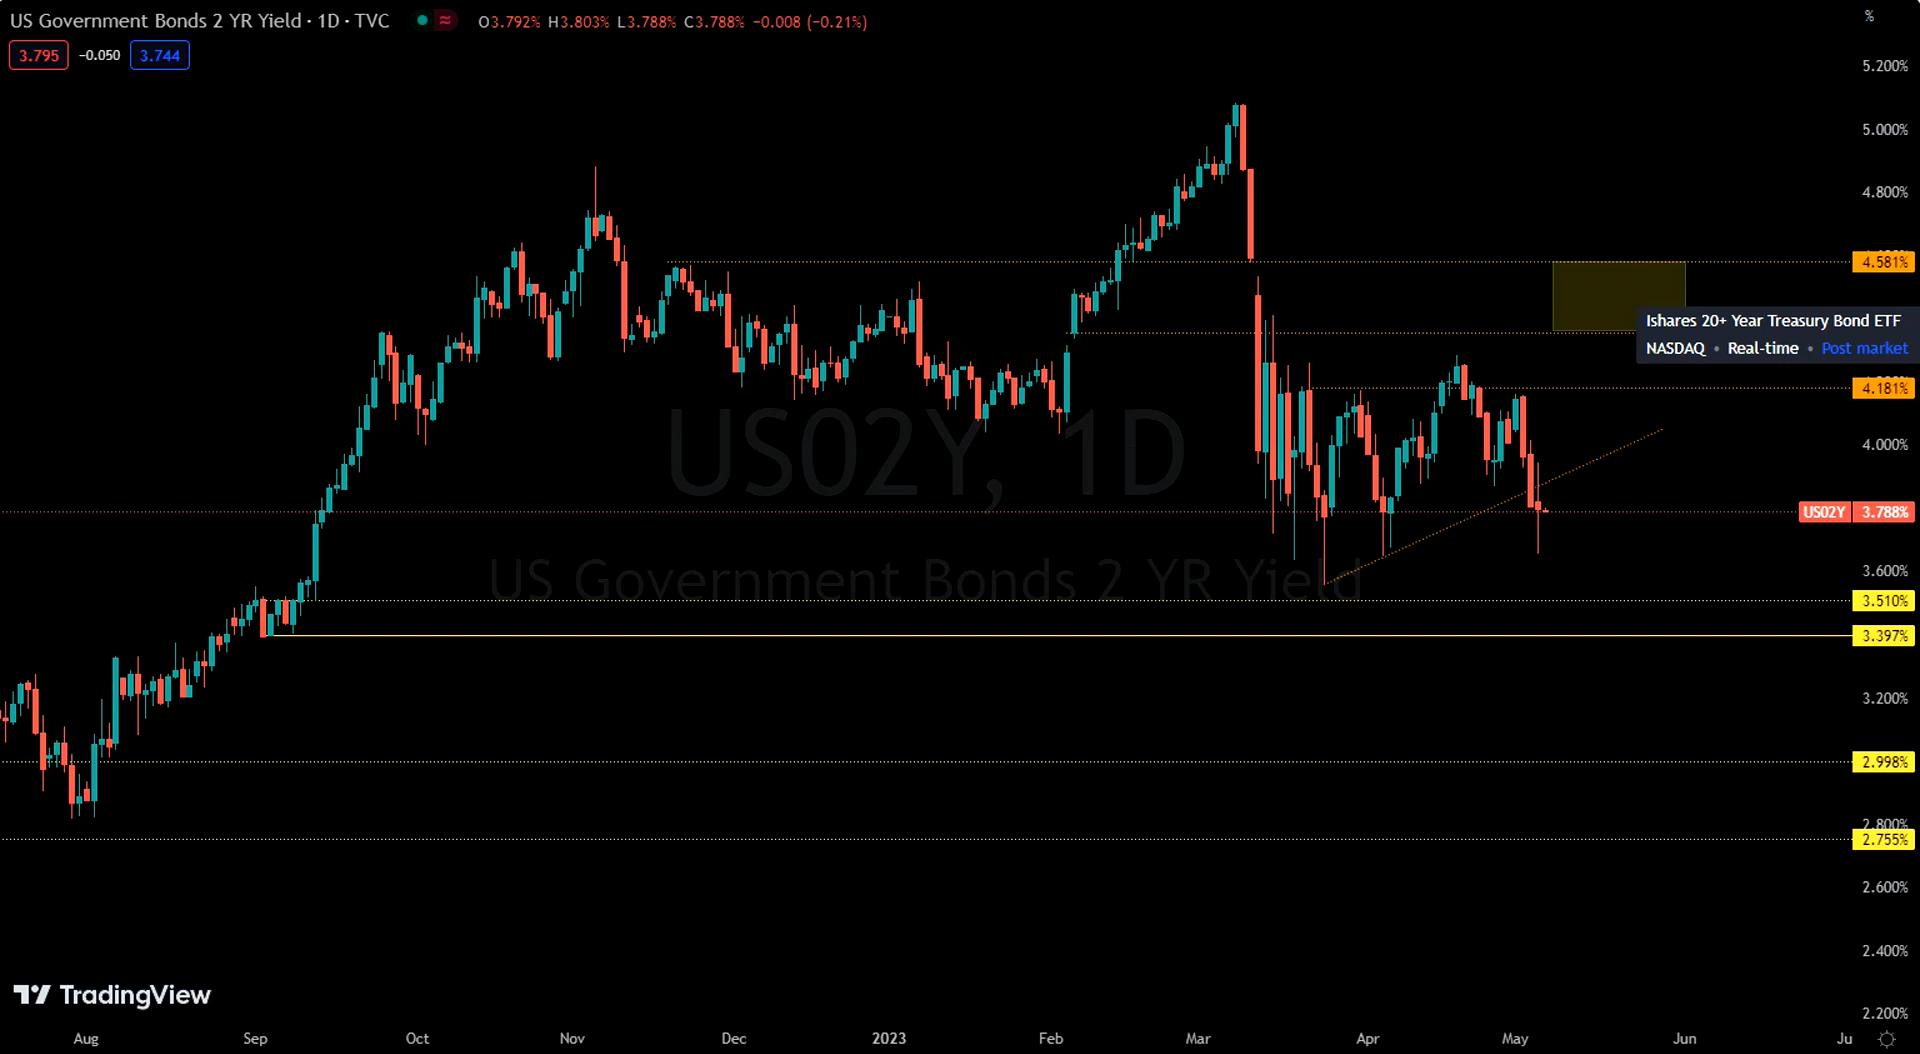 US Government Bonds 2 YR Yield · 1D · TVC ≈ O3.792% H3.803% L3.788% C3.788% −0.008 (−0.21%)
3.795 −0.050 3.744
%
5.200%
5.000%
4.800%
4.581%
Ishares 20+ Year Treasury Bond ETF
NASDAQ • Real-time • Post market
4.181%
US02Y, 1D
4.000%
US02Y 3.788%
US Government Bonds 2 YR Yield
3.600%
3.510%
3.397%
3.200%
2.998%
2.800%
2.755%
2.600%
2.400%
TradingView
2.200%
Aug Sep Oct Nov Dec 2023 Feb Mar Apr May Jun Ju